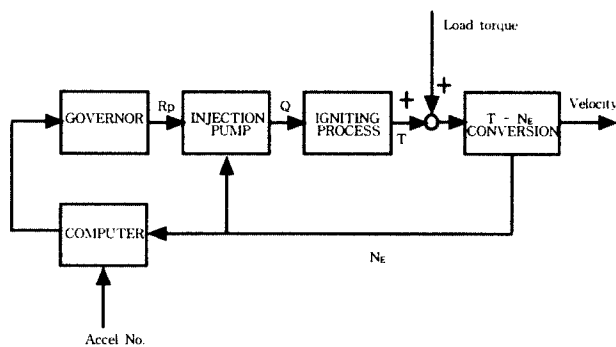 Load torque
+
+
Velocity
GOVERNOR
Rp
INJECTION
PUMP
Q
IGNITING
PROCESS
T
T - NE
CONVERSION
COMPUTER
NE
Accel No.